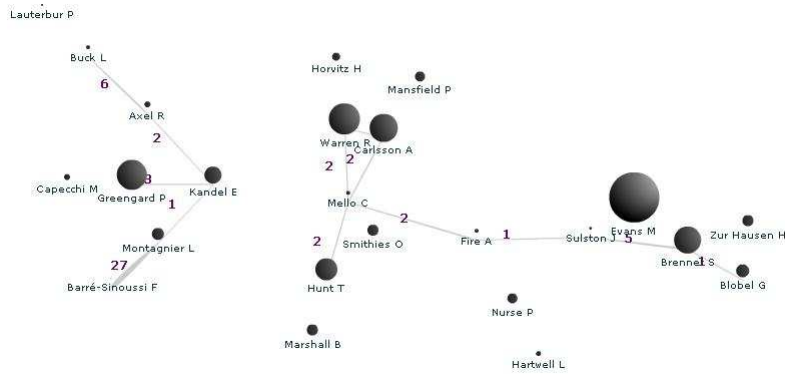 Lauterbur P
Buck L
Horvitz H
6
Mansfield P
Axel R
2
Warren R
Carlsson A
2
2
3
Capecchi M
Greengard P
Kandel E
1
Mello C
2
Evans M
Zur Hausen H
Montagnier L
2
Smithies O
Fire A
1
Sulston J
5
27
Brenner S
1
Barré-Sinoussi F
Hunt T
Blobel G
Nurse P
Marshall B
Hartwell L